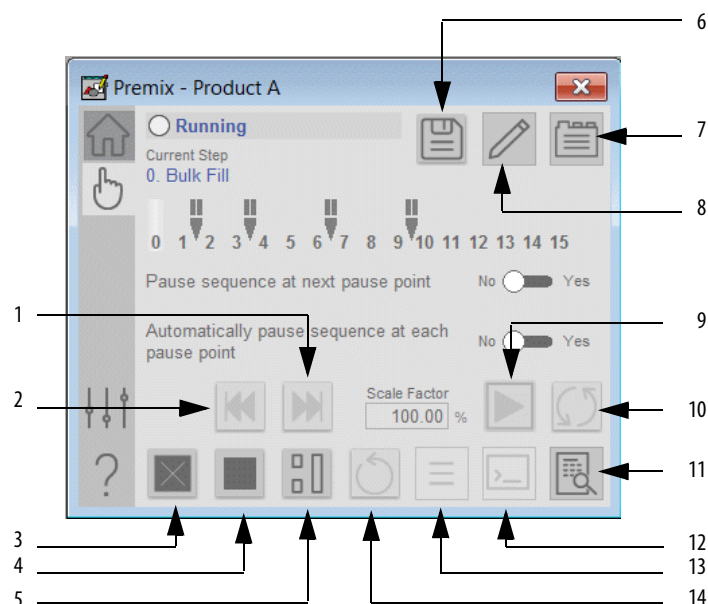 6
Premix - Product A
Running
7
Current Step
0. Bulk Fill
8
0 1 2 3 4 5 6 7 8 9 10 11 12 13 14 15
Pause sequence at next pause point No Yes
1
9
Automatically pause sequence at each
pause point
No Yes
2
Scale Factor
100.00 %
10
?
>_
11
3
12
4
13
5
14